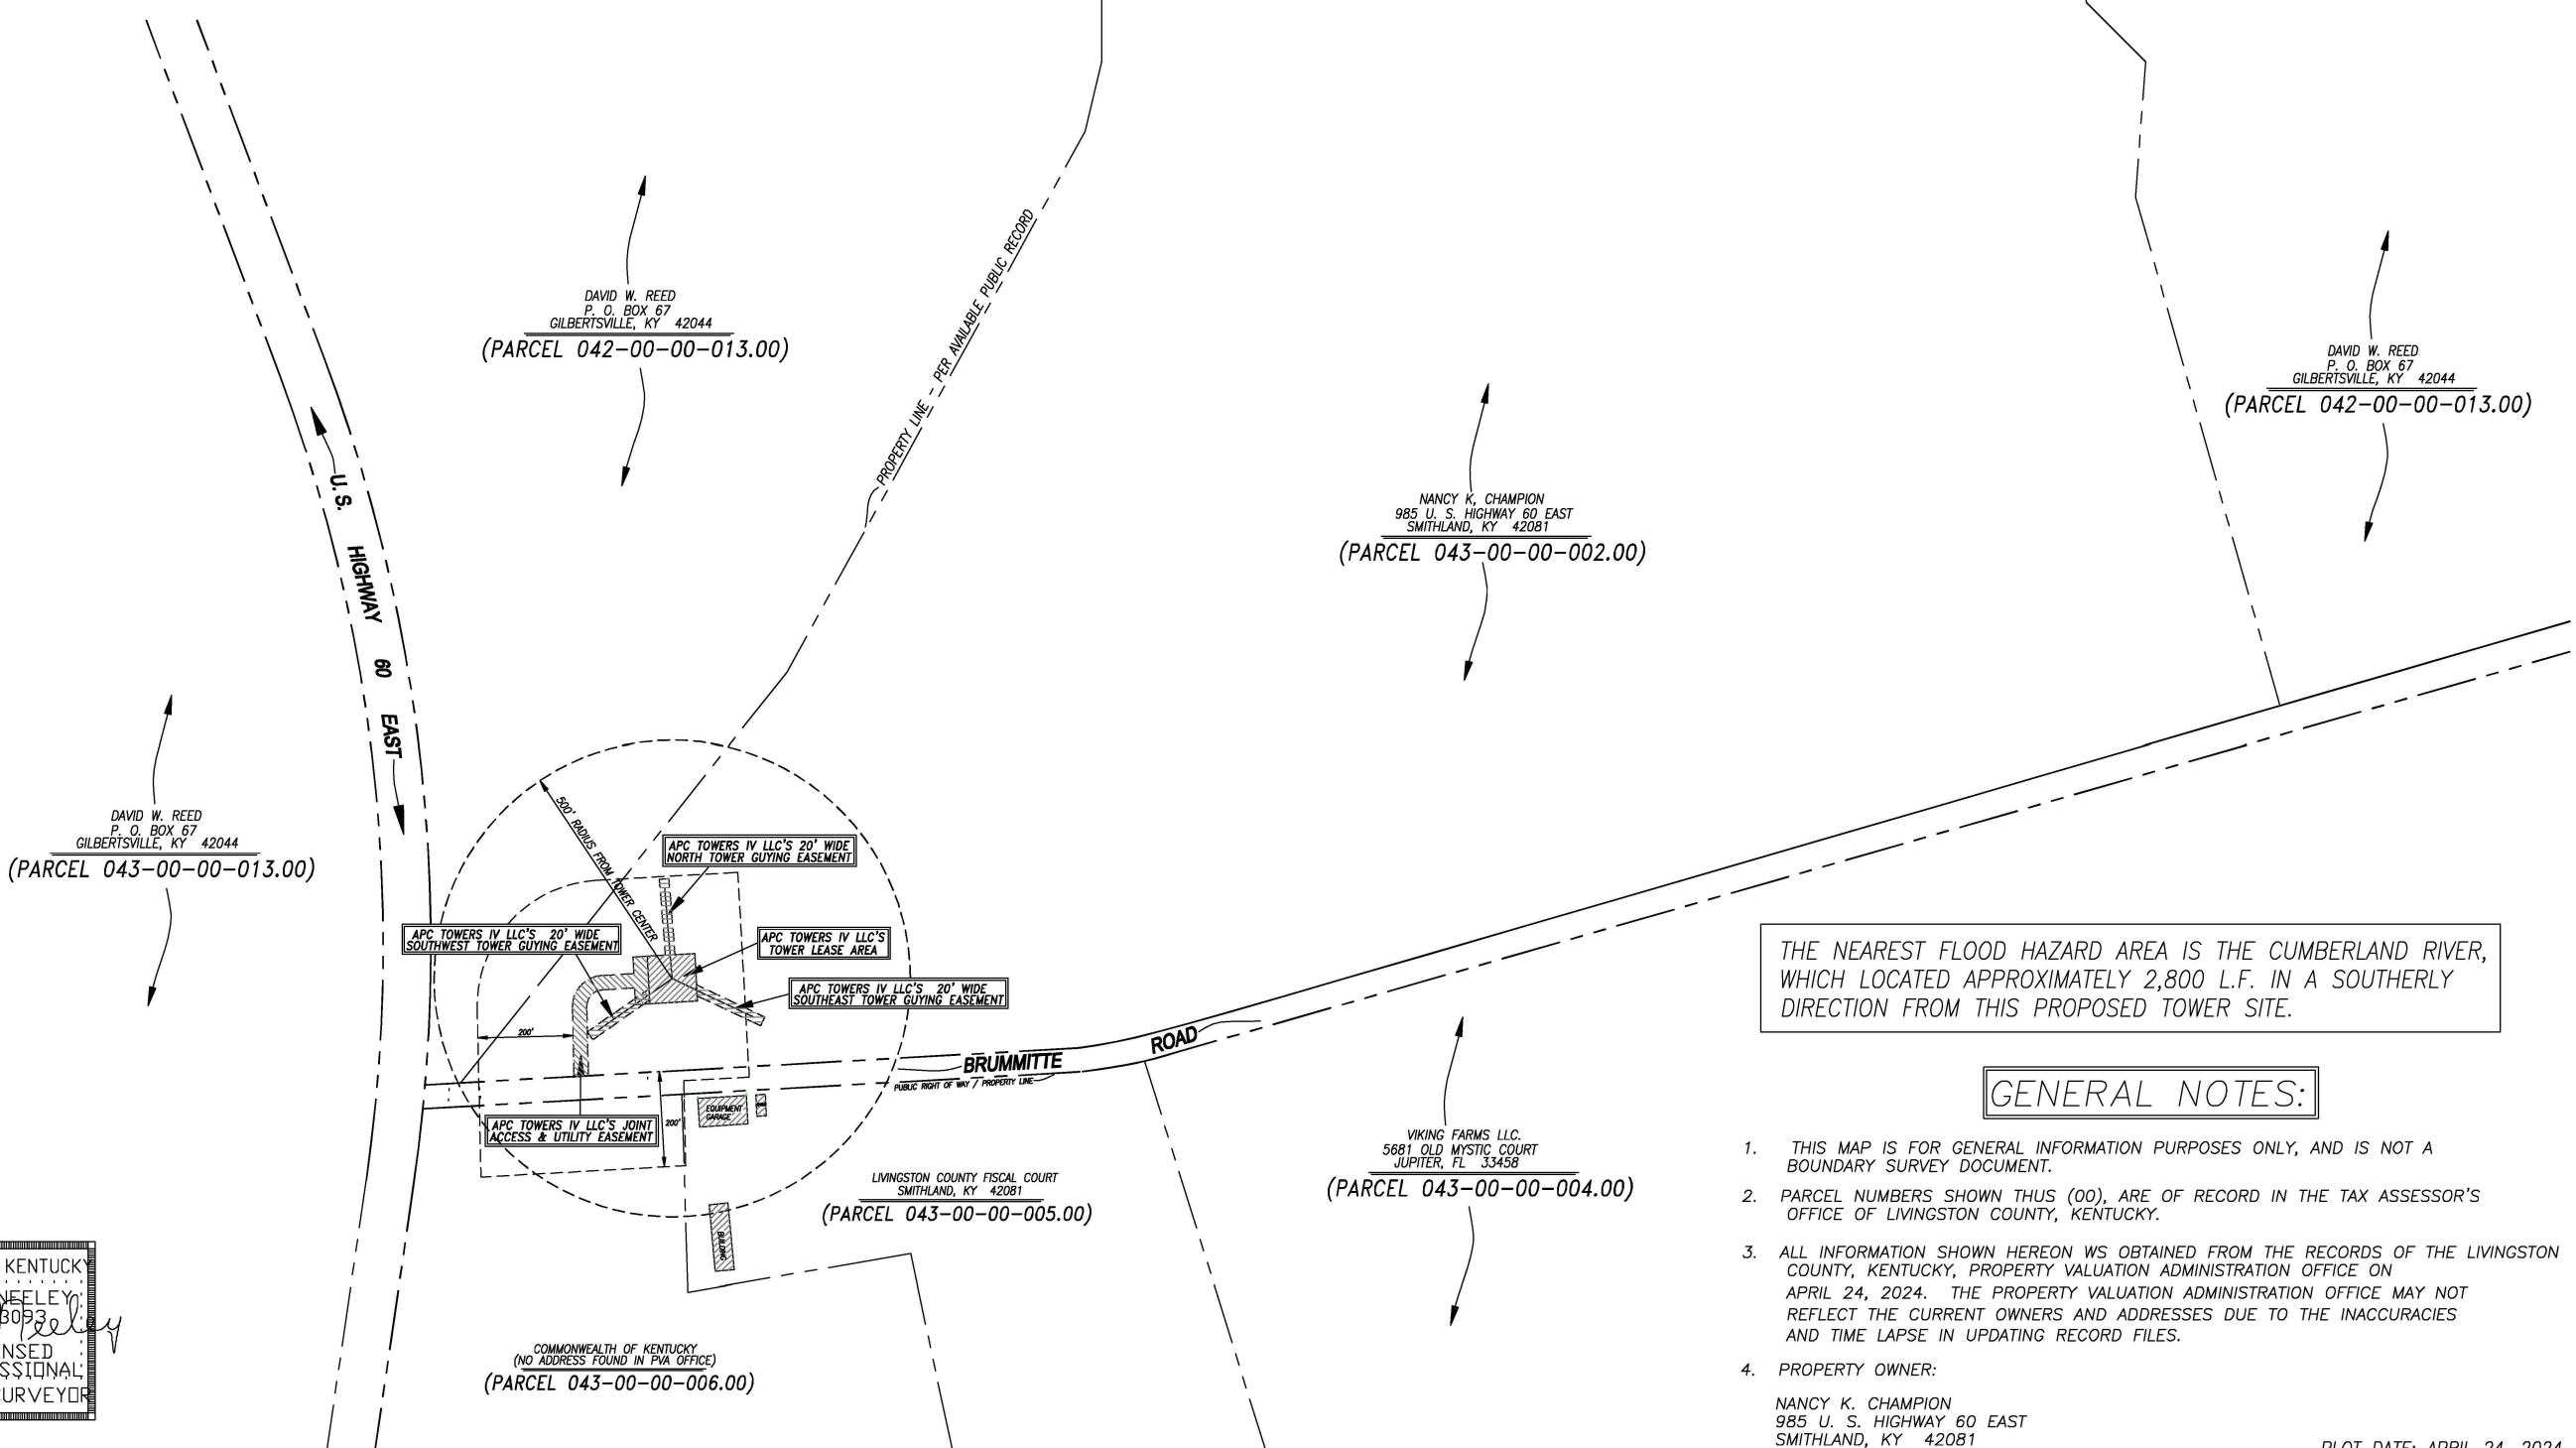 DAVID W. REED
P. O. BOX 67
GILBERTSVILLE, KY 42044
(PARCEL 042-00-00-013.00)
PROPERTY LINE - PER AVAILABLE PUBLIC RECORD
DAVID W. REED
P. O. BOX 67
GILBERTSVILLE, KY 42044
(PARCEL 042-00-00-013.00)
NANCY K, CHAMPION
985 U. S. HIGHWAY 60 EAST
SMITHLAND, KY 42081
(PARCEL 043-00-00-002.00)
U.S. HIGHWAY 60 EAST
DAVID W. REED
P. O. BOX 67
GILBERTSVILLE, KY 42044
(PARCEL 043-00-00-013.00)
500' RADIUS FROM TOWER CENTER
APC TOWERS IV LLC'S 20' WIDE
NORTH TOWER GUYING EASEMENT
APC TOWERS IV LLC'S 20' WIDE
SOUTHWEST TOWER GUYING EASEMENT
APC TOWERS IV LLC'S
TOWER LEASE AREA
APC TOWERS IV LLC'S 20' WIDE
SOUTHEAST TOWER GUYING EASEMENT
200'
BRUMMITTE ROAD
PUBLIC RIGHT OF WAY / PROPERTY LINE
EQUIPMENT
GARAGE
200'
APC TOWERS IV LLC'S JOINT
ACCESS & UTILITY EASEMENT
BUILDING
LIVINGSTON COUNTY FISCAL COURT
SMITHLAND, KY 42081
(PARCEL 043-00-00-005.00)
VIKING FARMS LLC.
5681 OLD MYSTIC COURT
JUPITER, FL 33458
(PARCEL 043-00-00-004.00)
COMMONWEALTH OF KENTUCKY
(NO ADDRESS FOUND IN PVA OFFICE)
(PARCEL 043-00-00-006.00)
KENTUCKY
NEELEY
3093
Neeley
ENSED
SSIONAL
URVEYOR
THE NEAREST FLOOD HAZARD AREA IS THE CUMBERLAND RIVER,
WHICH LOCATED APPROXIMATELY 2,800 L.F. IN A SOUTHERLY
DIRECTION FROM THIS PROPOSED TOWER SITE.
GENERAL NOTES:
1. THIS MAP IS FOR GENERAL INFORMATION PURPOSES ONLY, AND IS NOT A
BOUNDARY SURVEY DOCUMENT.
2. PARCEL NUMBERS SHOWN THUS (00), ARE OF RECORD IN THE TAX ASSESSOR'S
OFFICE OF LIVINGSTON COUNTY, KENTUCKY.
3. ALL INFORMATION SHOWN HEREON WS OBTAINED FROM THE RECORDS OF THE LIVINGSTON
COUNTY, KENTUCKY, PROPERTY VALUATION ADMINISTRATION OFFICE ON
APRIL 24, 2024. THE PROPERTY VALUATION ADMINISTRATION OFFICE MAY NOT
REFLECT THE CURRENT OWNERS AND ADDRESSES DUE TO THE INACCURACIES
AND TIME LAPSE IN UPDATING RECORD FILES.
4. PROPERTY OWNER:
NANCY K. CHAMPION
985 U. S. HIGHWAY 60 EAST
SMITHLAND, KY 42081
PLOT DATE: APRIL 24, 2024